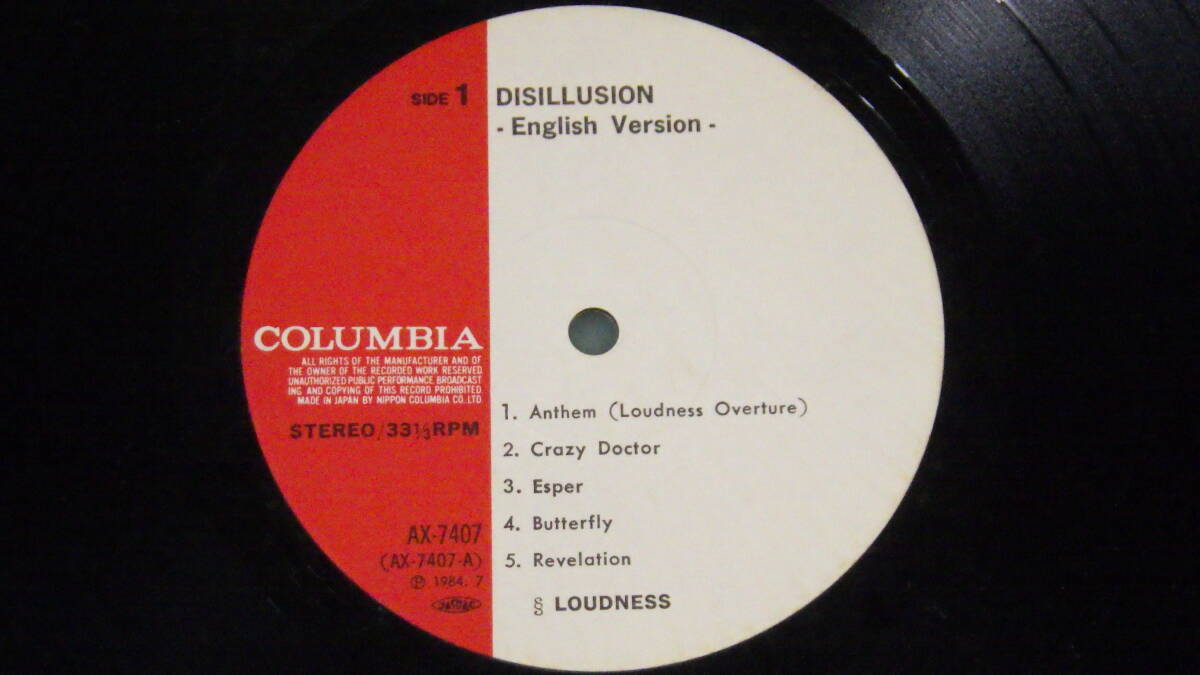 SIDE 1
DISILLUSION
- English Version -
COLUMBIA
ALL RIGHTS OF THE MANUFACTURER AND OF
THE OWNER OF THE RECORDED WORK RESERVED
UNAUTHORIZED PUBLIC PERFORMANCE, BROADCAST
ING AND COPYING OF THIS RECORD PROHIBITED.
MADE IN JAPAN BY NIPPON COLUMBIA CO., LTD.
STEREO/33⅓RPM
AX-7407
(AX-7407-A)
℗ 1984. 7
JASRAC
1. Anthem (Loudness Overture)
2. Crazy Doctor
3. Esper
4. Butterfly
5. Revelation
§ LOUDNESS